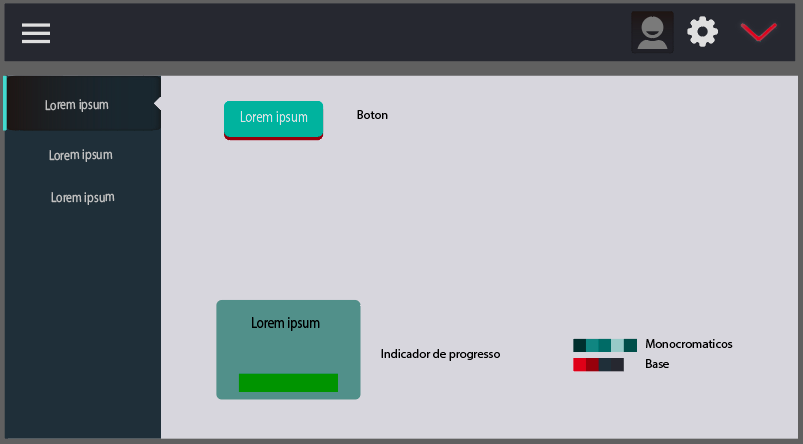 Lorem ipsum
Lorem ipsum
Lorem ipsum
Lorem ipsum
Boton
Lorem ipsum
Indicador de progresso
Monocromaticos
Base